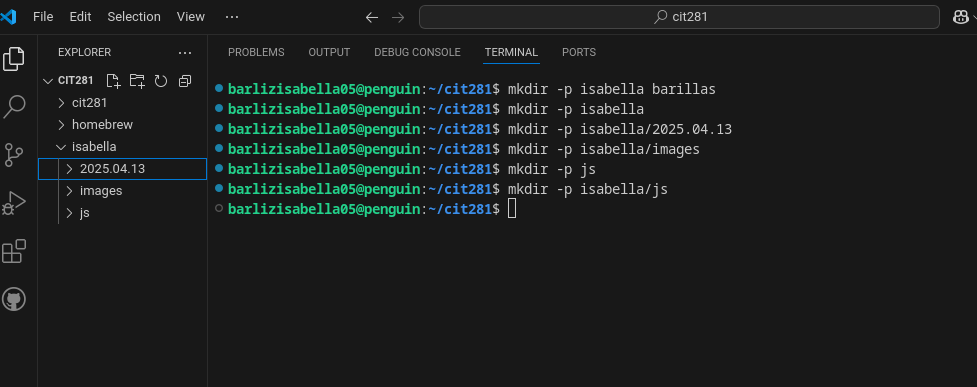 File Edit Selection View ··· cit281
EXPLORER ···
PROBLEMS OUTPUT DEBUG CONSOLE TERMINAL PORTS
CIT281
cit281
homebrew
isabella
2025.04.13
images
js
barlizisabella05@penguin:~/cit281$ mkdir -p isabella barillas
barlizisabella05@penguin:~/cit281$ mkdir -p isabella
barlizisabella05@penguin:~/cit281$ mkdir -p isabella/2025.04.13
barlizisabella05@penguin:~/cit281$ mkdir -p isabella/images
barlizisabella05@penguin:~/cit281$ mkdir -p js
barlizisabella05@penguin:~/cit281$ mkdir -p isabella/js
barlizisabella05@penguin:~/cit281$